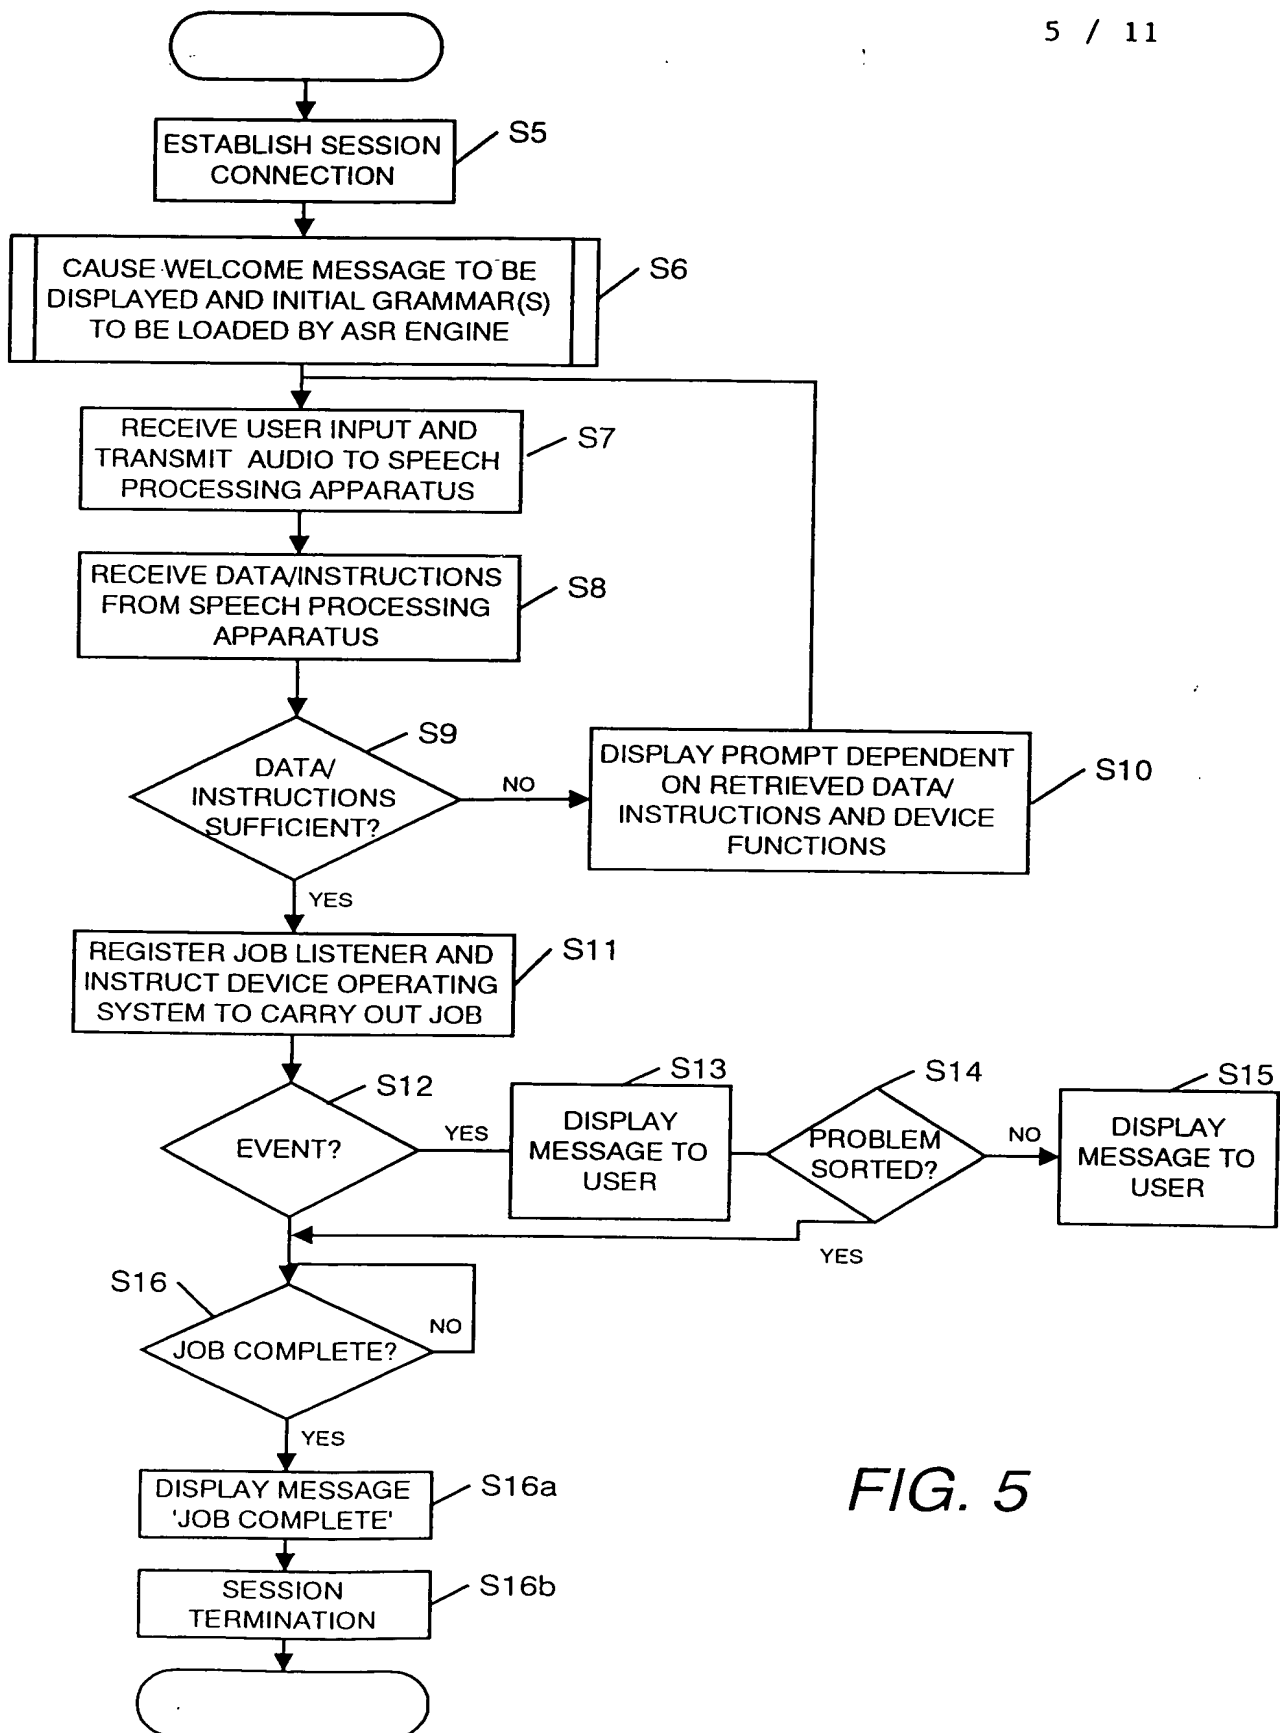 5 / 11
ESTABLISH SESSION
CONNECTION
S5
CAUSE WELCOME MESSAGE TO BE
DISPLAYED AND INITIAL GRAMMAR(S)
TO BE LOADED BY ASR ENGINE
S6
RECEIVE USER INPUT AND
TRANSMIT AUDIO TO SPEECH
PROCESSING APPARATUS
S7
RECEIVE DATA/INSTRUCTIONS
FROM SPEECH PROCESSING
APPARATUS
S8
DATA/
INSTRUCTIONS
SUFFICIENT?
S9
NO
DISPLAY PROMPT DEPENDENT
ON RETRIEVED DATA/
INSTRUCTIONS AND DEVICE
FUNCTIONS
S10
YES
REGISTER JOB LISTENER AND
INSTRUCT DEVICE OPERATING
SYSTEM TO CARRY OUT JOB
S11
EVENT?
S12
YES
DISPLAY
MESSAGE TO
USER
S13
PROBLEM
SORTED?
S14
NO
DISPLAY
MESSAGE TO
USER
S15
YES
S16
JOB COMPLETE?
NO
YES
DISPLAY MESSAGE
'JOB COMPLETE'
S16a
SESSION
TERMINATION
S16b
FIG. 5